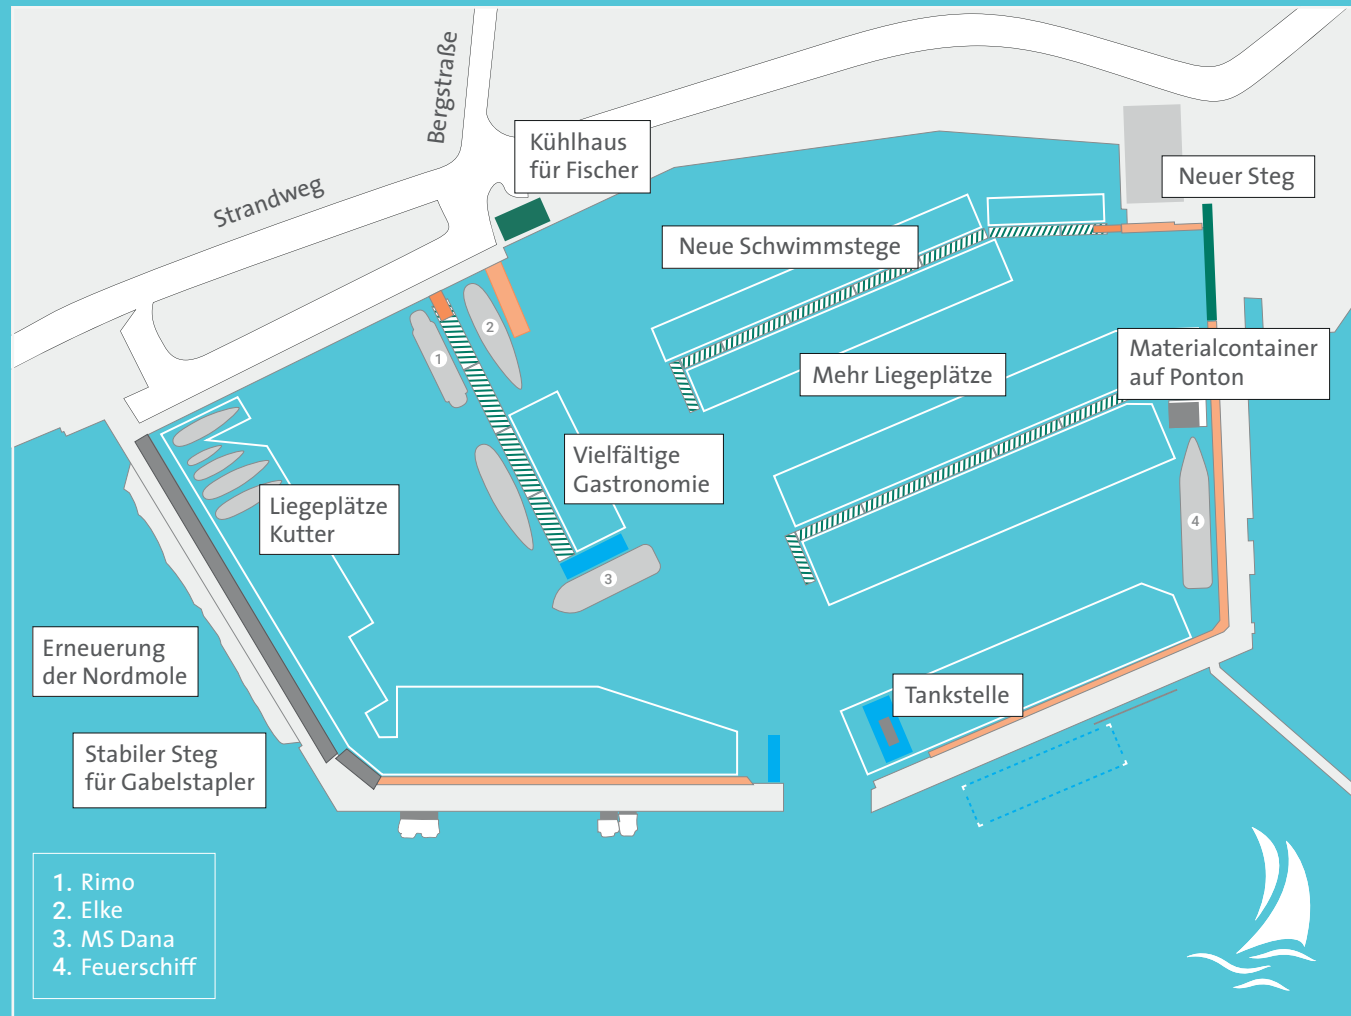 Bergstraße
Strandweg
Kühlhaus
für Fischer
Neuer Steg
Neue Schwimmstege
Materialcontainer
auf Ponton
Mehr Liegeplätze
1
2
Vielfältige
Gastronomie
Liegeplätze
Kutter
3
4
Erneuerung
der Nordmole
Tankstelle
Stabiler Steg
für Gabelstapler
1. Rimo
2. Elke
3. MS Dana
4. Feuerschiff